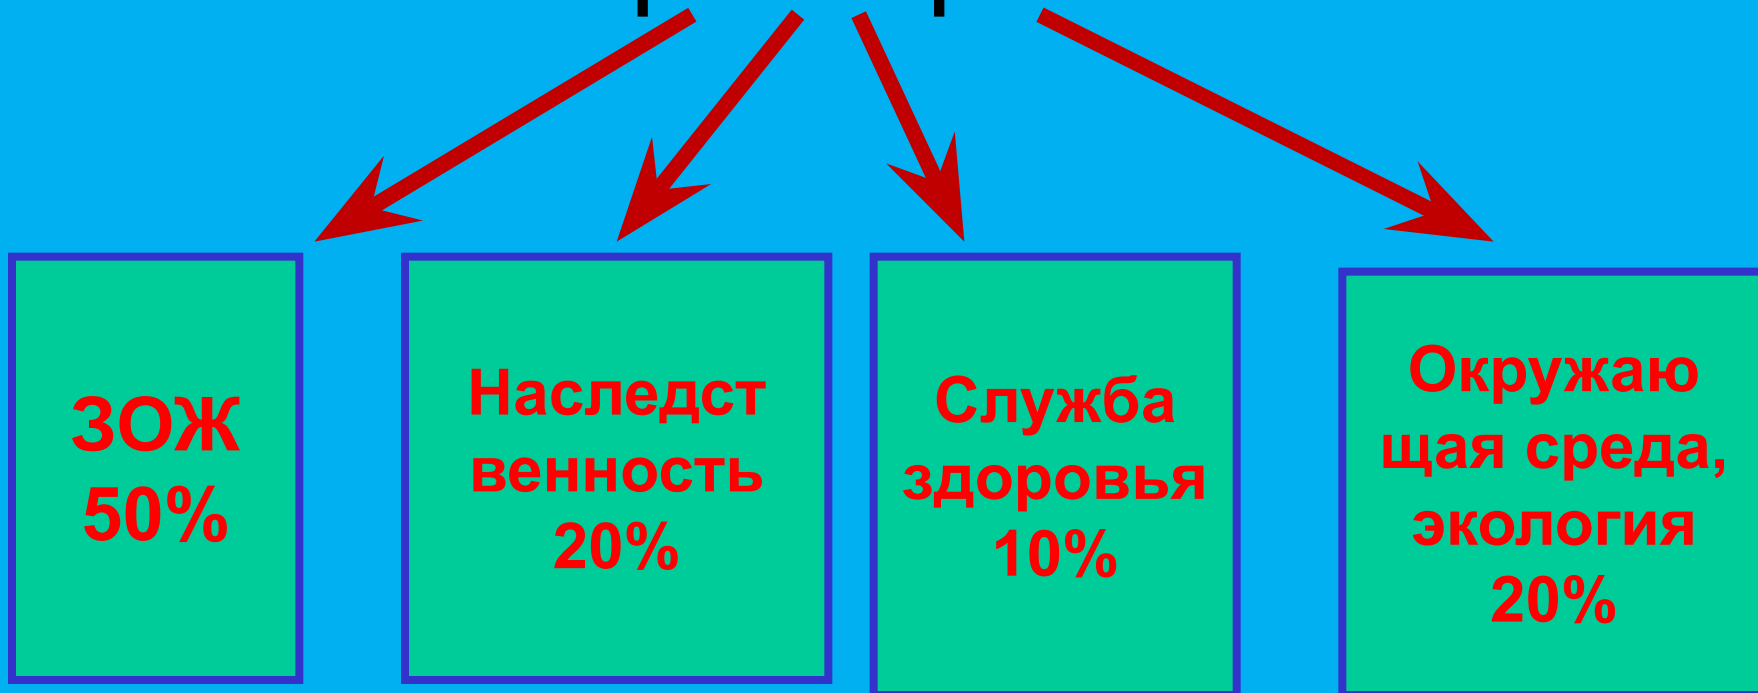 ЗОЖ
50%
Наследст
венность
20%
Служба
здоровья
10%
Окружаю
щая среда,
экология
20%